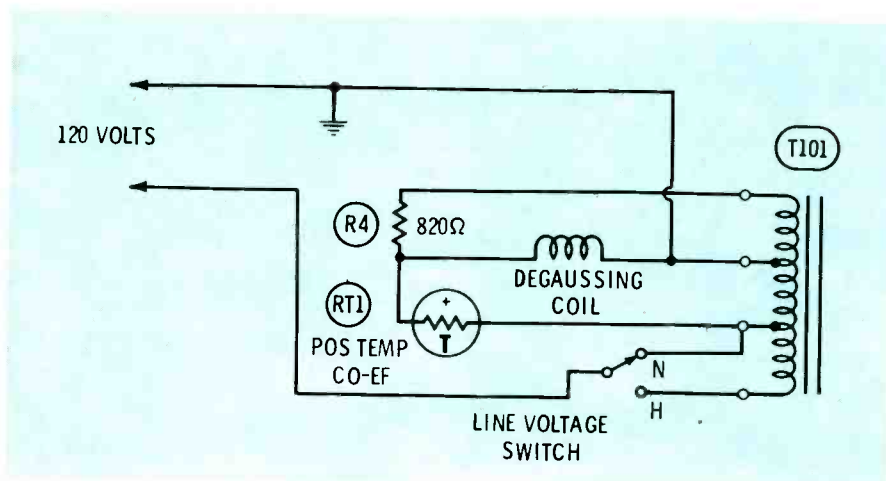 120 VOLTS
T101
R4
820Ω
DEGAUSSING
COIL
RT1
+
T
POS TEMP
CO-EF
N
H
LINE VOLTAGE
SWITCH